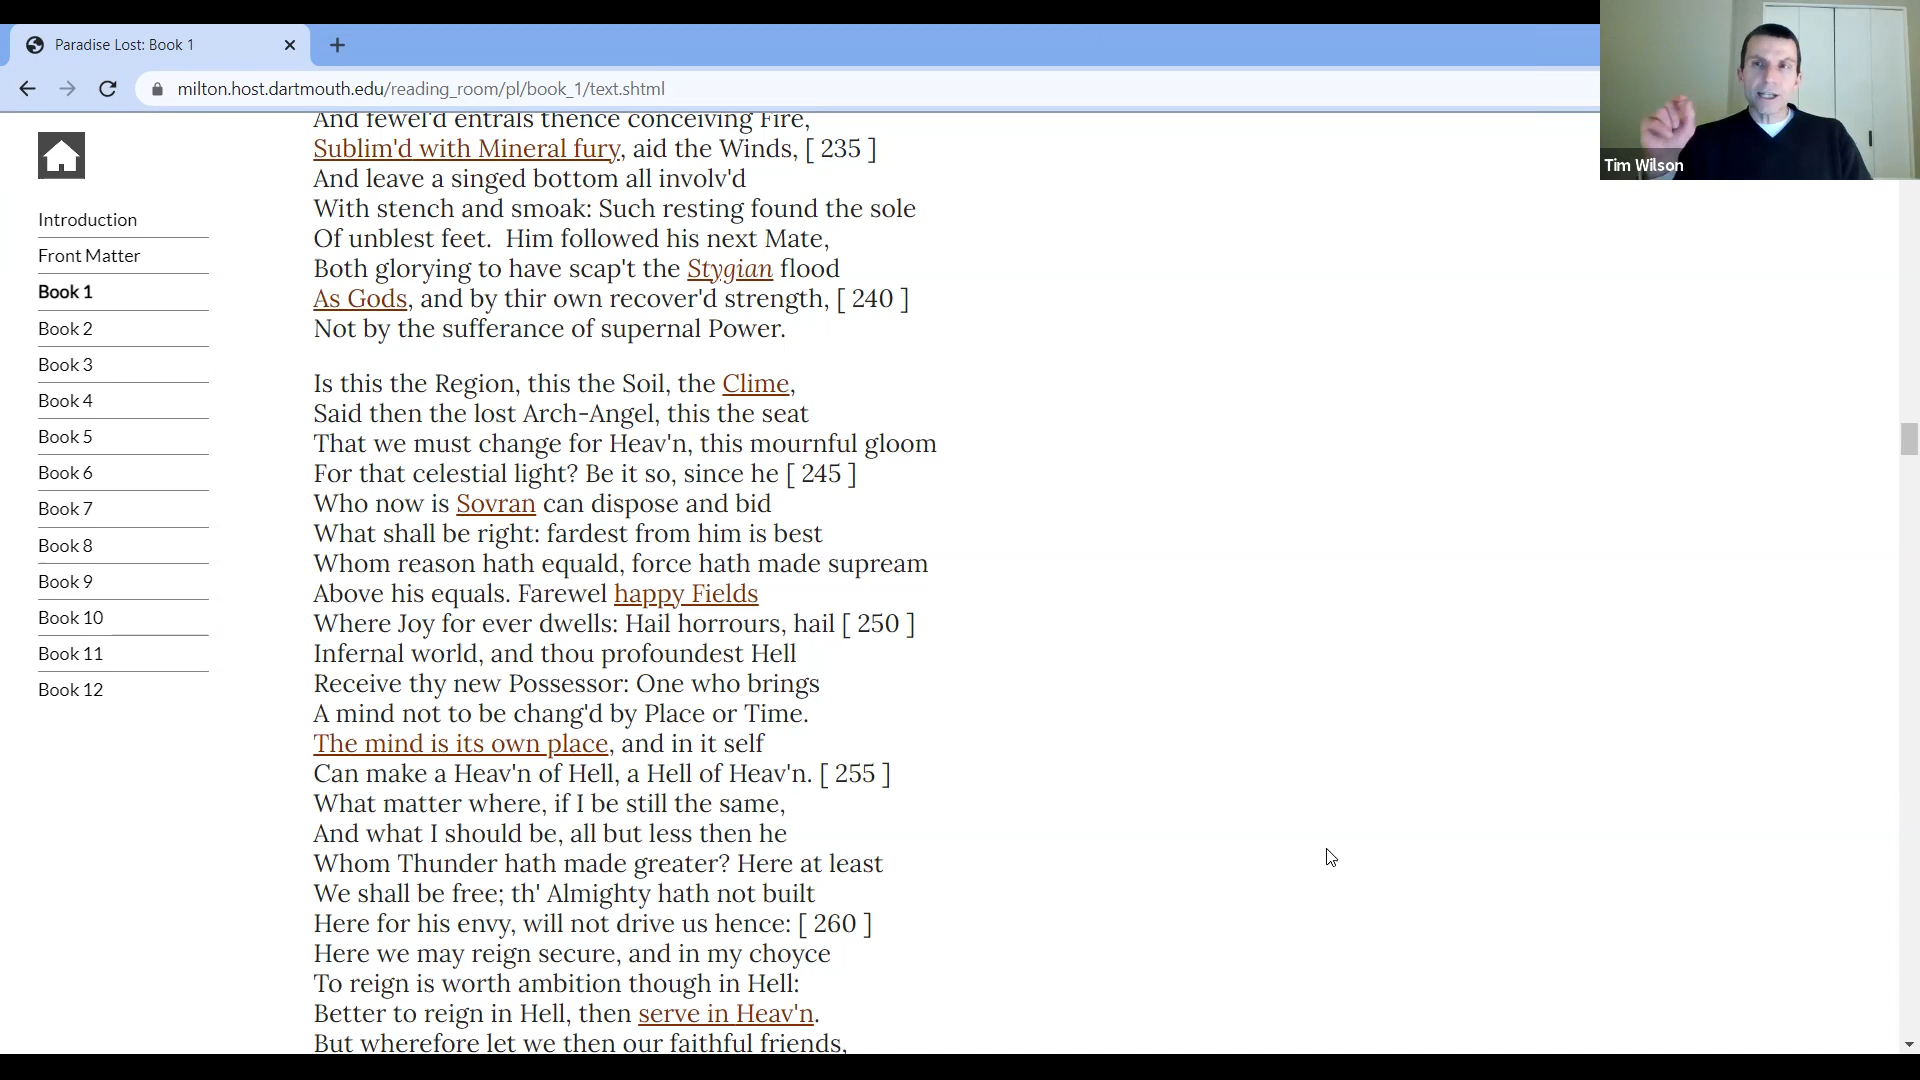 Paradise Lost: Book 1
milton.host.dartmouth.edu/reading_room/pl/book_1/text.shtml
Tim Wilson
Introduction
Front Matter
Book 1
Book 2
Book 3
Book 4
Book 5
Book 6
Book 7
Book 8
Book 9
Book 10
Book 11
Book 12
And fewel'd entrals thence conceiving Fire,
Sublim'd with Mineral fury, aid the Winds, [ 235 ]
And leave a singed bottom all involv'd
With stench and smoak: Such resting found the sole
Of unblest feet. Him followed his next Mate,
Both glorying to have scap't the Stygian flood
As Gods, and by thir own recover'd strength, [ 240 ]
Not by the sufferance of supernal Power.
Is this the Region, this the Soil, the Clime,
Said then the lost Arch-Angel, this the seat
That we must change for Heav'n, this mournful gloom
For that celestial light? Be it so, since he [ 245 ]
Who now is Sovran can dispose and bid
What shall be right: fardest from him is best
Whom reason hath equald, force hath made supream
Above his equals. Farewel happy Fields
Where Joy for ever dwells: Hail horrours, hail [ 250 ]
Infernal world, and thou profoundest Hell
Receive thy new Possessor: One who brings
A mind not to be chang'd by Place or Time.
The mind is its own place, and in it self
Can make a Heav'n of Hell, a Hell of Heav'n. [ 255 ]
What matter where, if I be still the same,
And what I should be, all but less then he
Whom Thunder hath made greater? Here at least
We shall be free; th' Almighty hath not built
Here for his envy, will not drive us hence: [ 260 ]
Here we may reign secure, and in my choyce
To reign is worth ambition though in Hell:
Better to reign in Hell, then serve in Heav'n.
But wherefore let we then our faithful friends,